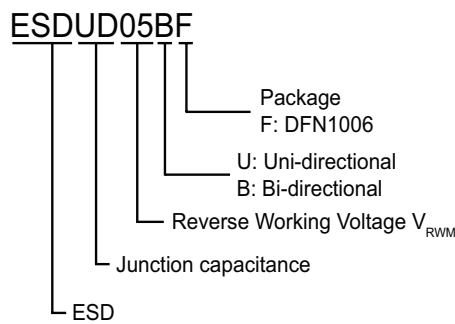 ESDUD05BF
Package
F: DFN1006
U: Uni-directional
B: Bi-directional
Reverse Working Voltage VRWM
Junction capacitance
ESD